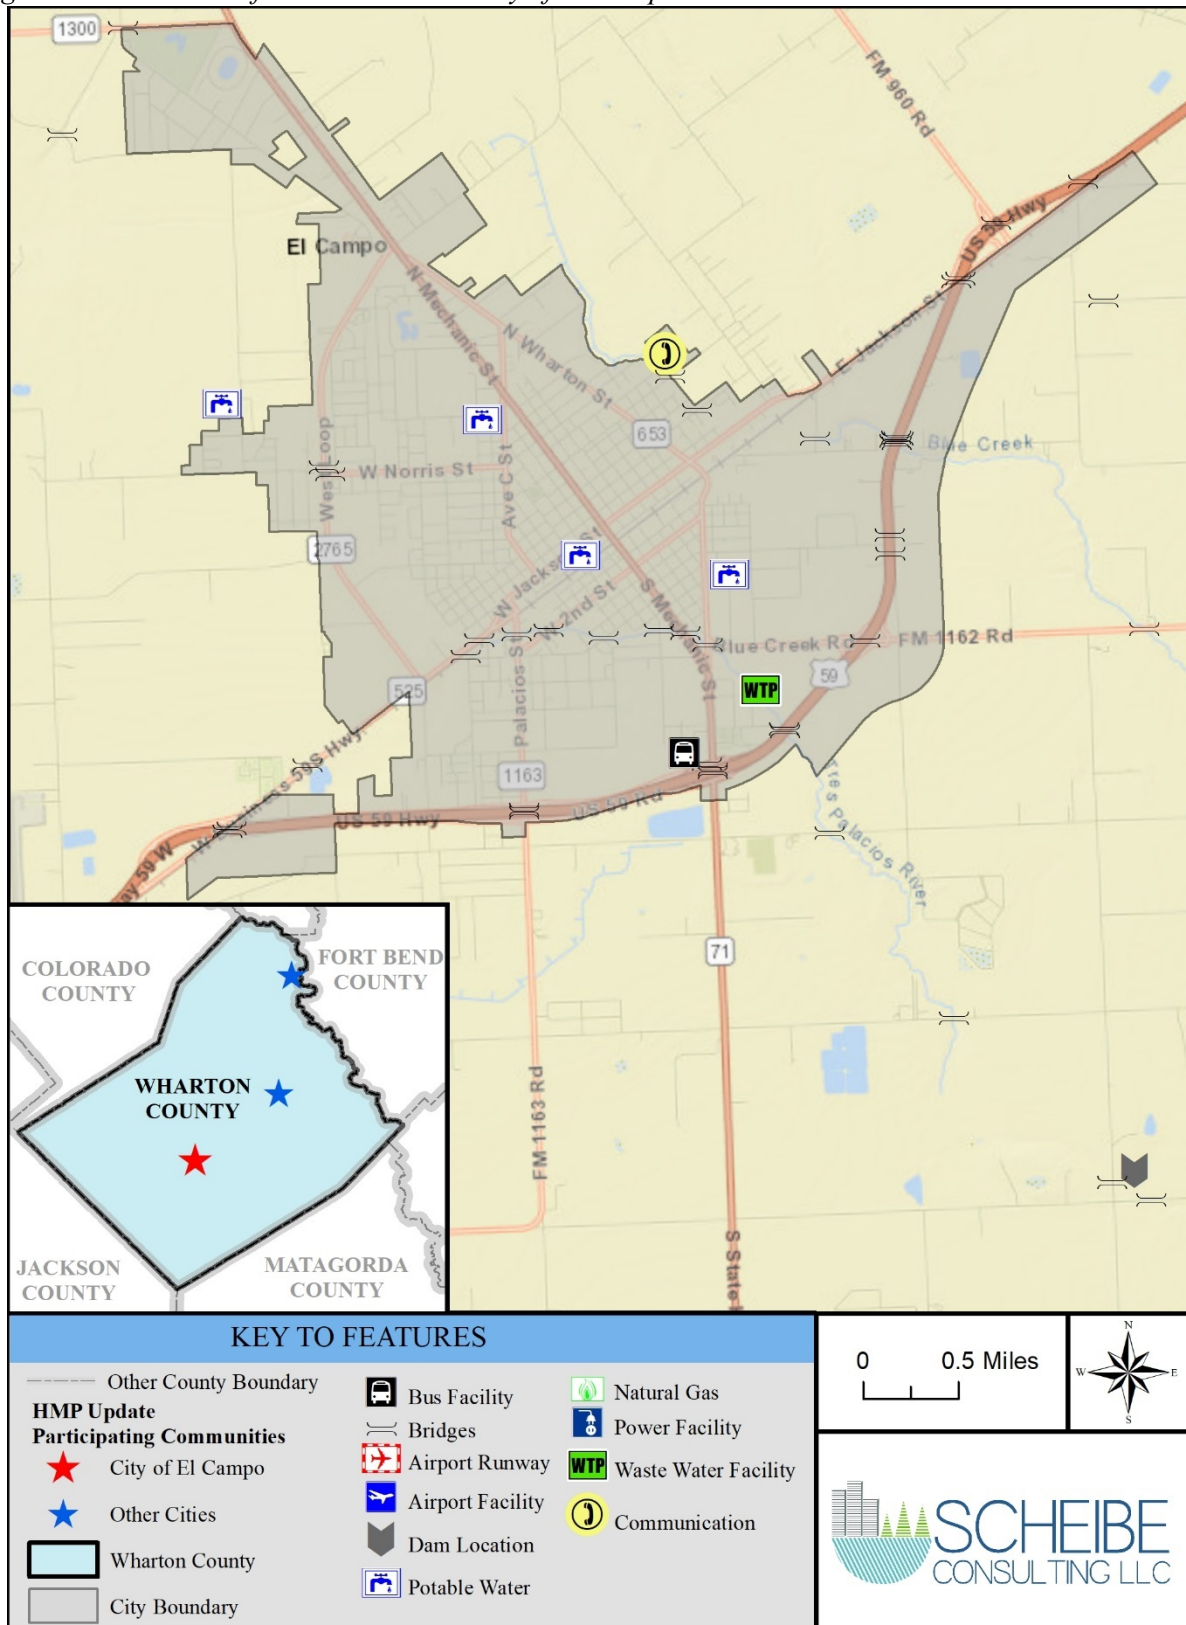 1300
FM 960 Rd
US 59 Hwy
El Campo
N Mechanic St
N Wharton St
E Jackson St
653
Blue Creek
West Loop
W Norris St
Ave C St
2765
W Jackson St
W 2nd St
S Mechanic St
Blue Creek Rd
FM 1162 Rd
59
WTP
525
Palacios St
1163
W Business 59S Hwy
US 59 Hwy
US 59 Rd
Tres Palacios River
ay 59 W
71
FM 1163 Rd
S State
COLORADO
COUNTY
FORT BEND
COUNTY
WHARTON
COUNTY
JACKSON
COUNTY
MATAGORDA
COUNTY
KEY TO FEATURES
Other County Boundary
HMP Update
Participating Communities
City of El Campo
Other Cities
Wharton County
City Boundary
Bus Facility
Bridges
Airport Runway
Airport Facility
Dam Location
Potable Water
Natural Gas
Power Facility
WTP Waste Water Facility
Communication
0 0.5 Miles
N
W E
S
SCHEIBE
CONSULTING LLC